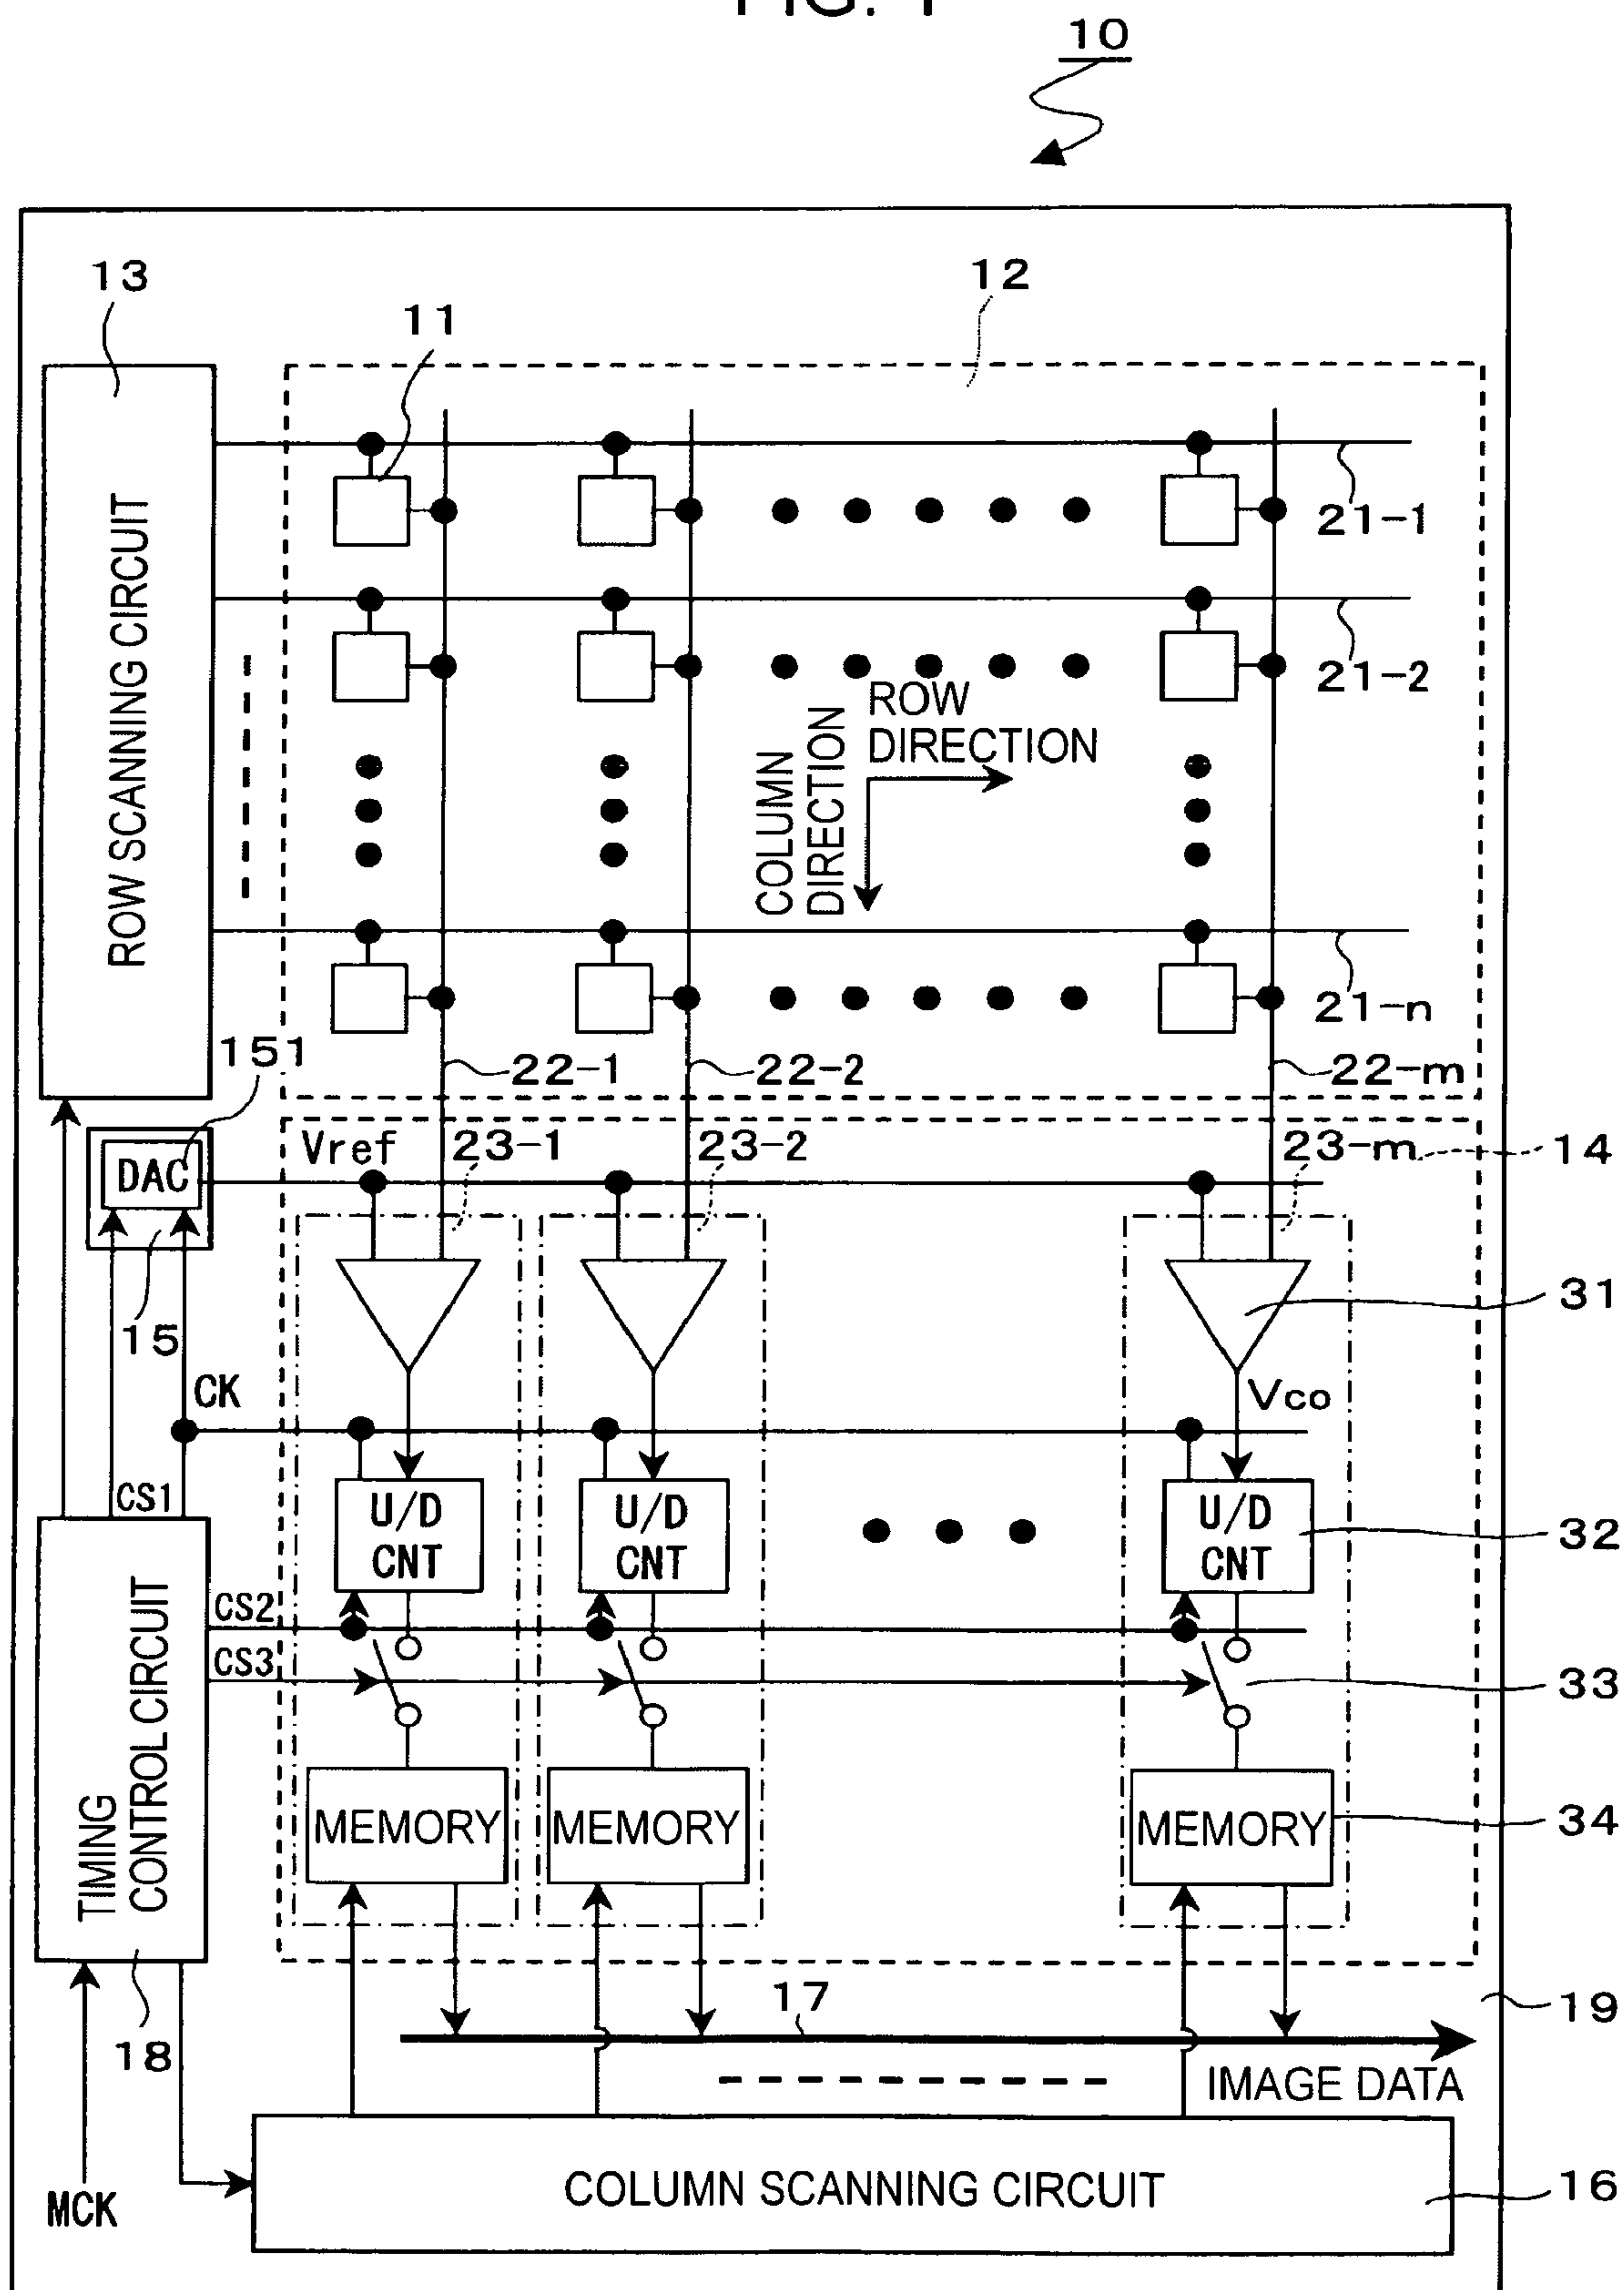 10
13
12
11
ROW SCANNING CIRCUIT
21-1
21-2
ROW
DIRECTION
COLUMN
DIRECTION
21-n
151
22-1
22-2
22-m
Vref
23-1
23-2
23-m
14
DAC
15
31
CK
Vco
CS1
U/D
CNT
U/D
CNT
U/D
CNT
32
CS2
CS3
33
TIMING
CONTROL CIRCUIT
MEMORY
MEMORY
MEMORY
34
18
17
19
IMAGE DATA
MCK
COLUMN SCANNING CIRCUIT
16